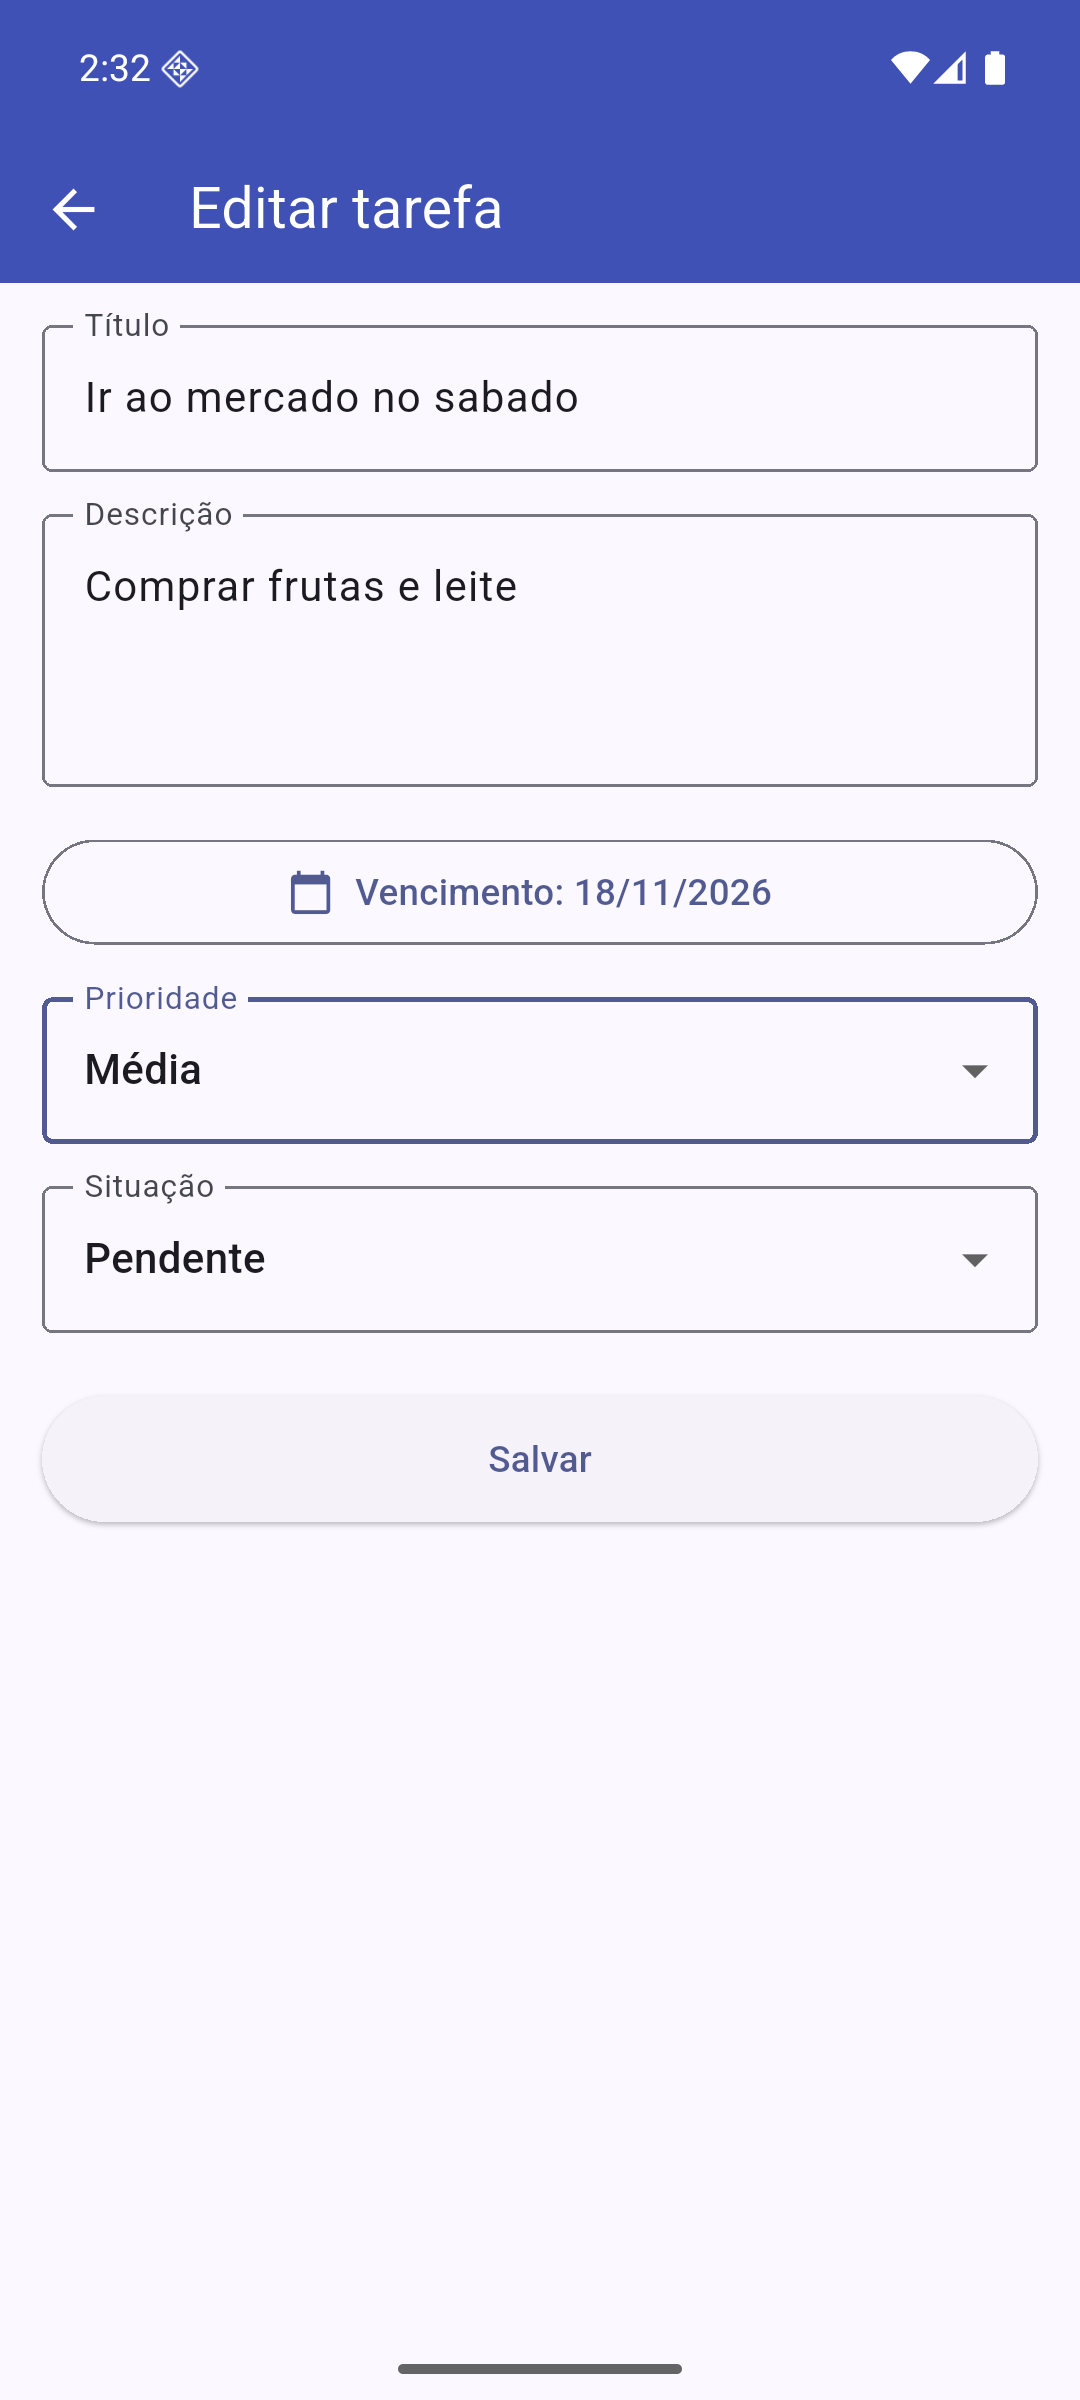 2:32
Editar tarefa
Título
Ir ao mercado no sabado
Descrição
Comprar frutas e leite
Vencimento: 18/11/2026
Prioridade
Média
Situação
Pendente
Salvar